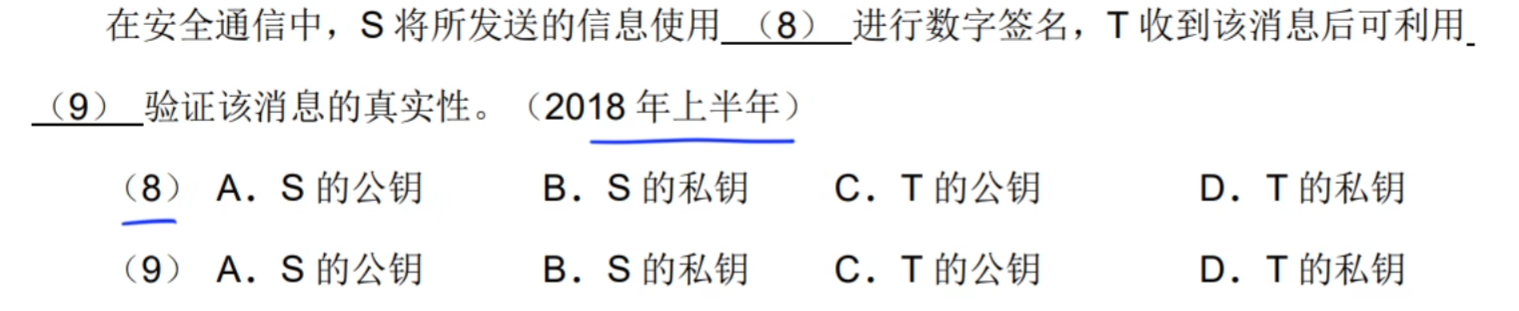 在安全通信中，S 将所发送的信息使用 （8） 进行数字签名，T 收到该消息后可利用
（9） 验证该消息的真实性。（2018 年上半年）
（8） A．S 的公钥 B．S 的私钥 C．T 的公钥 D．T 的私钥
（9） A．S 的公钥 B．S 的私钥 C．T 的公钥 D．T 的私钥